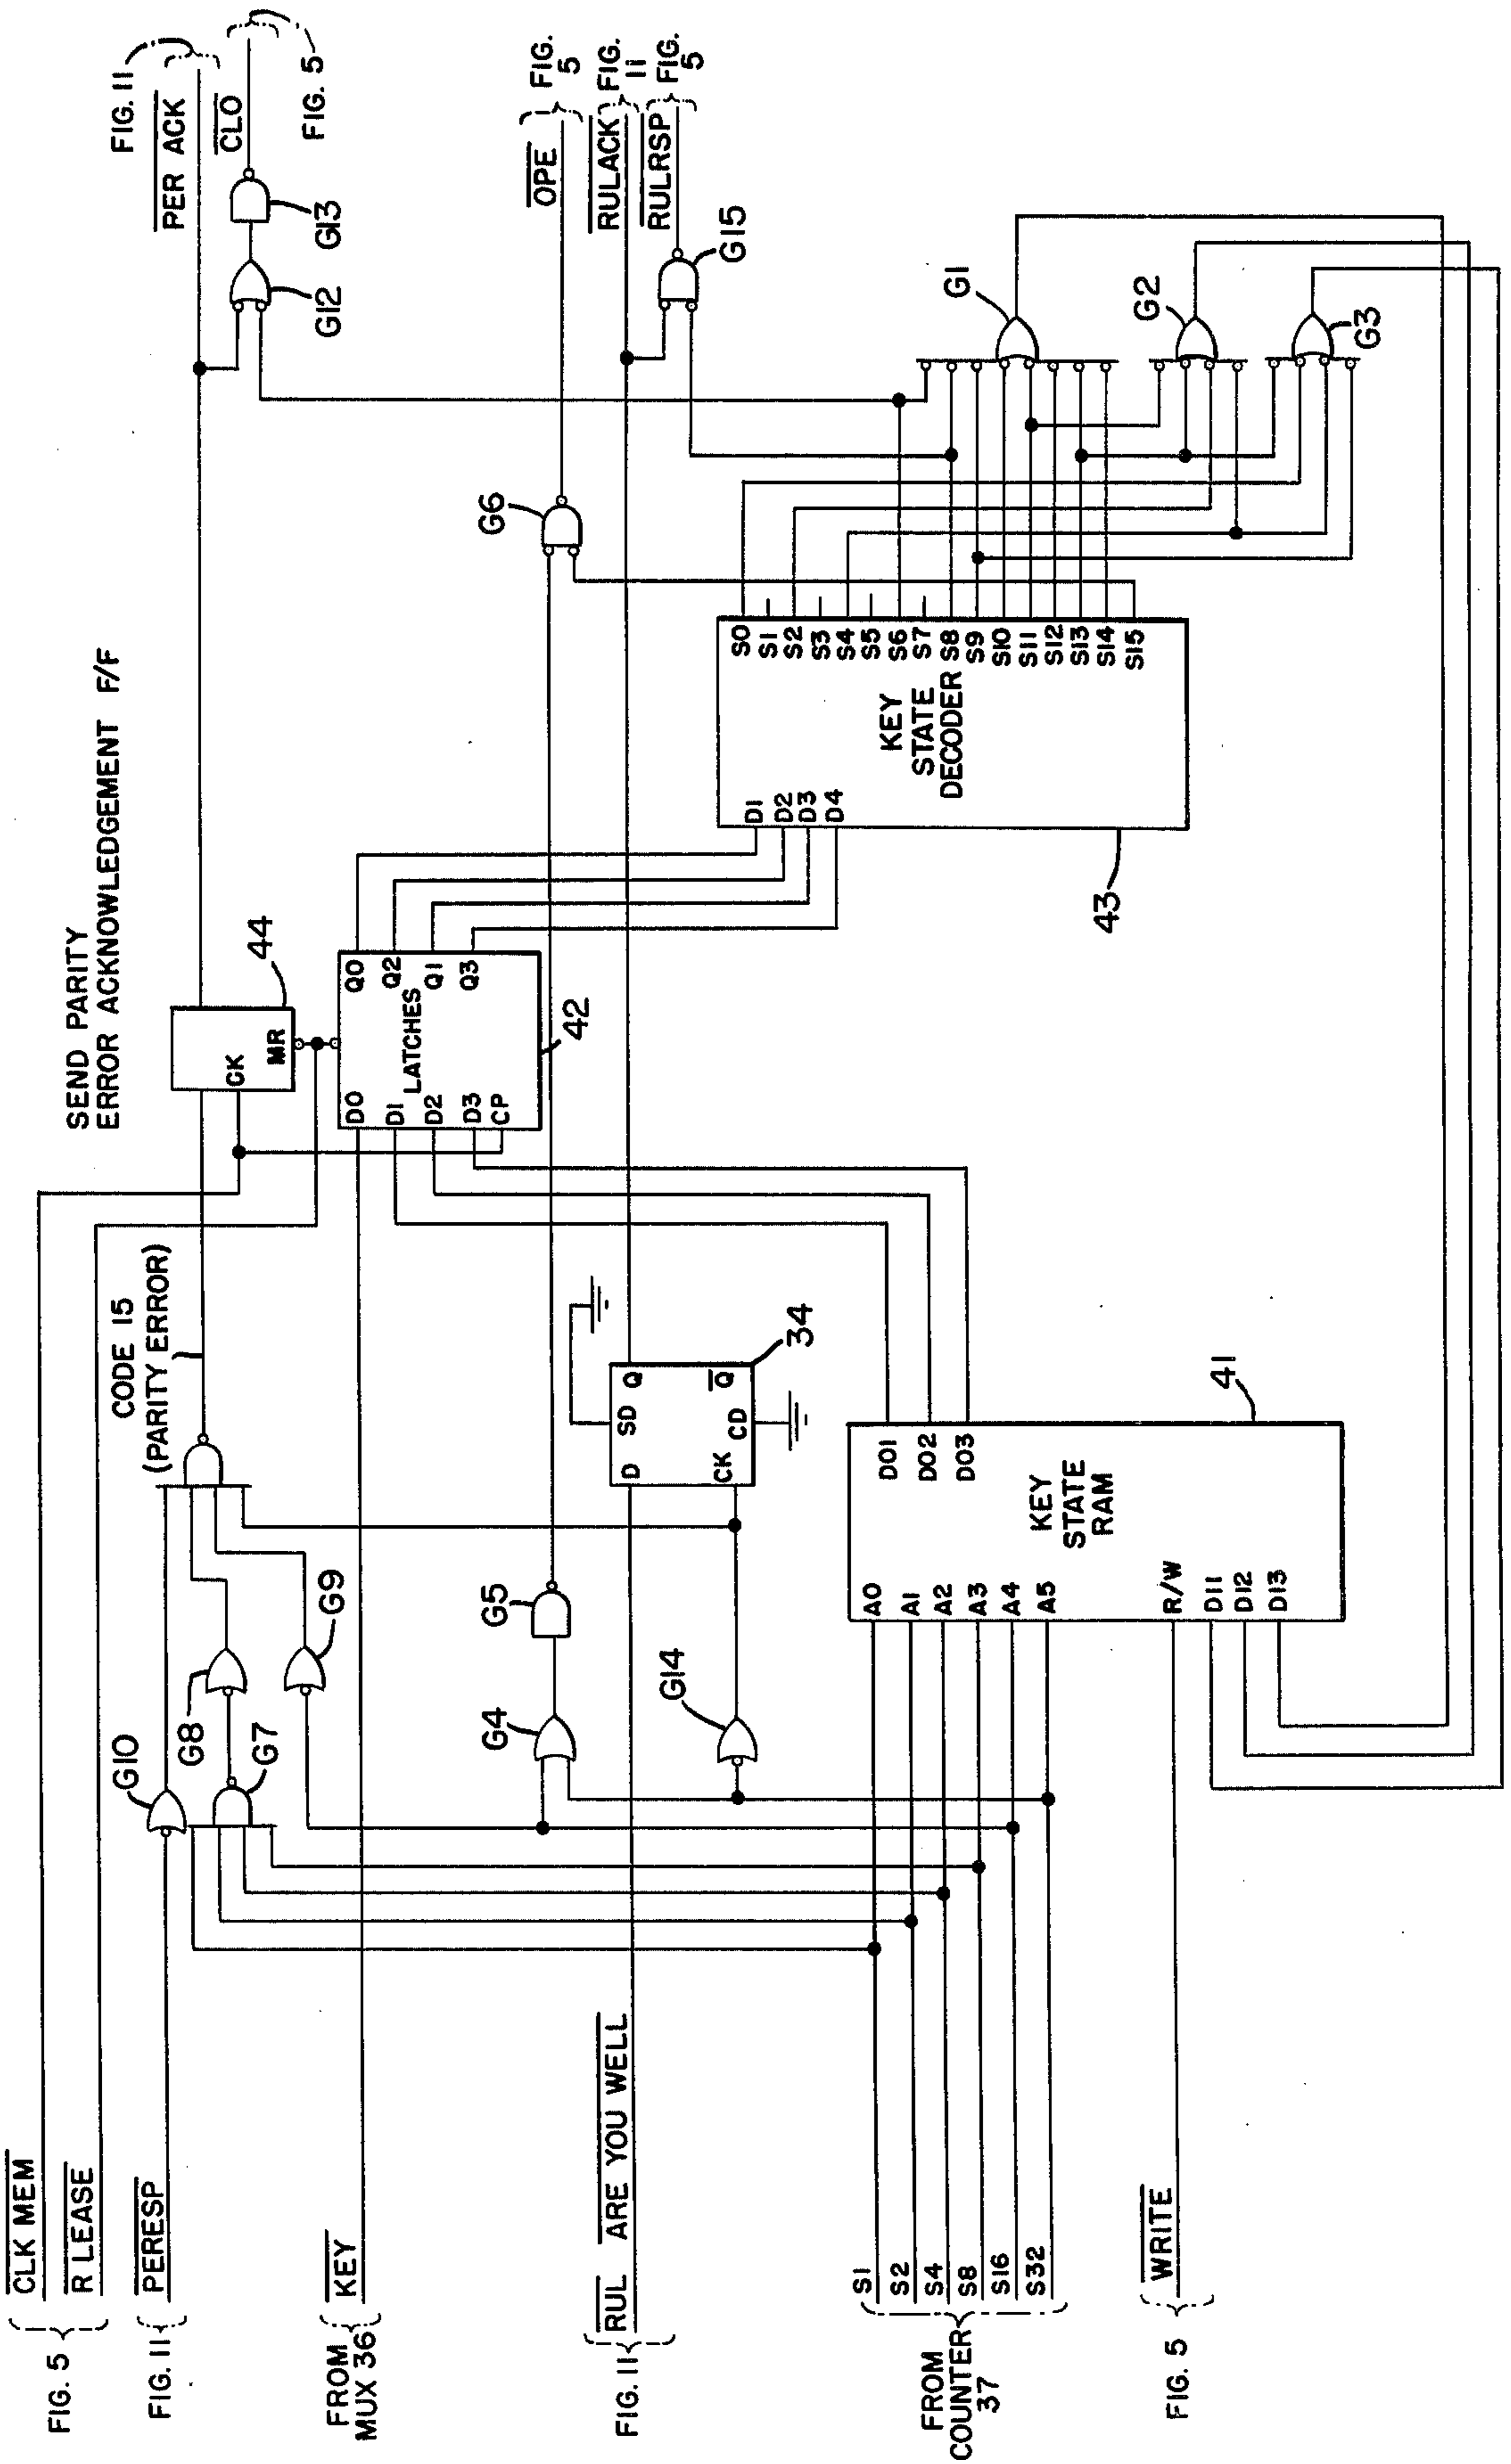 FIG. 5
CLK MEM
R LEASE
FIG. 11
PERESP
FROM
MUX 36
KEY
FIG. 11
RUL ARE YOU WELL
FROM
COUNTER
37
S1
S2
S4
S8
S16
S32
FIG. 5
WRITE
G10
G8
G7
G9
G4
G5
G14
CODE 15
(PARITY ERROR)
D
SD
Q
CK
CD
Q
34
A0
A1
A2
A3
A4
A5
R/W
D11
D12
D13
KEY
STATE
RAM
DO1
DO2
DO3
41
SEND PARITY
ERROR ACKNOWLEDGEMENT F/F
CK
MR
44
D0
D1
D2
D3
CP
LATCHES
Q0
Q2
Q1
Q3
42
D1
D2
D3
D4
KEY
STATE
DECODER
43
S0
S1
S2
S3
S4
S5
S6
S7
S8
S9
S10
S11
S12
S13
S14
S15
G6
G1
G2
G3
G12
G13
G15
FIG. 11
PER ACK
CLO
FIG. 5
OPE
FIG.
5
RULACK
FIG.
11
RULRSP
FIG.
5